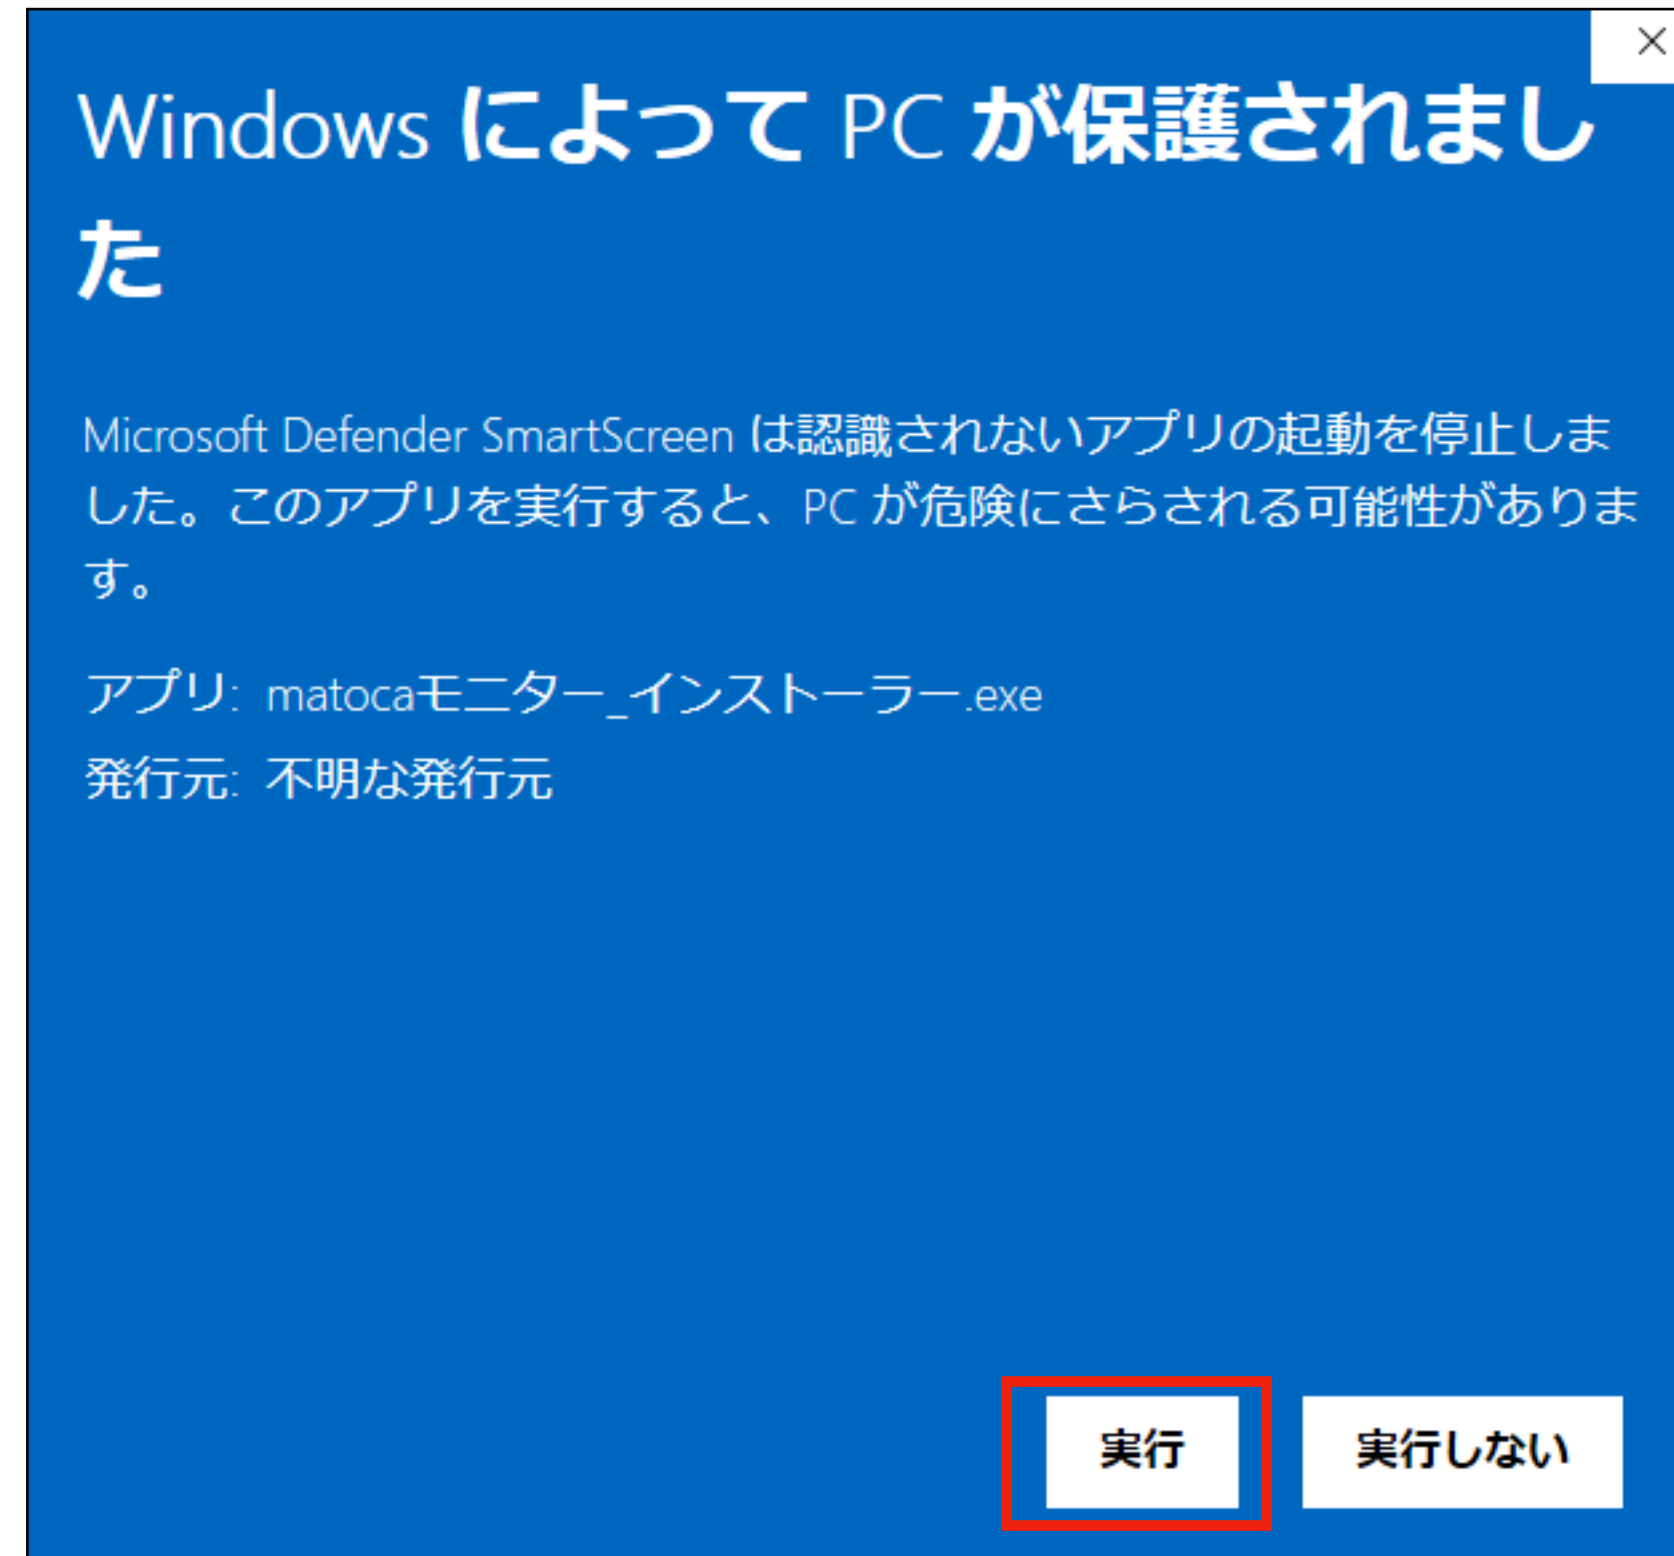 Windows によって PC が保護されまし
た
Microsoft Defender SmartScreen は認識されないアプリの起動を停止しま
した。このアプリを実行すると、PC が危険にさらされる可能性がありま
す。
アプリ: matocaモニター_インストーラー.exe
発行元: 不明な発行元
実行 実行しない